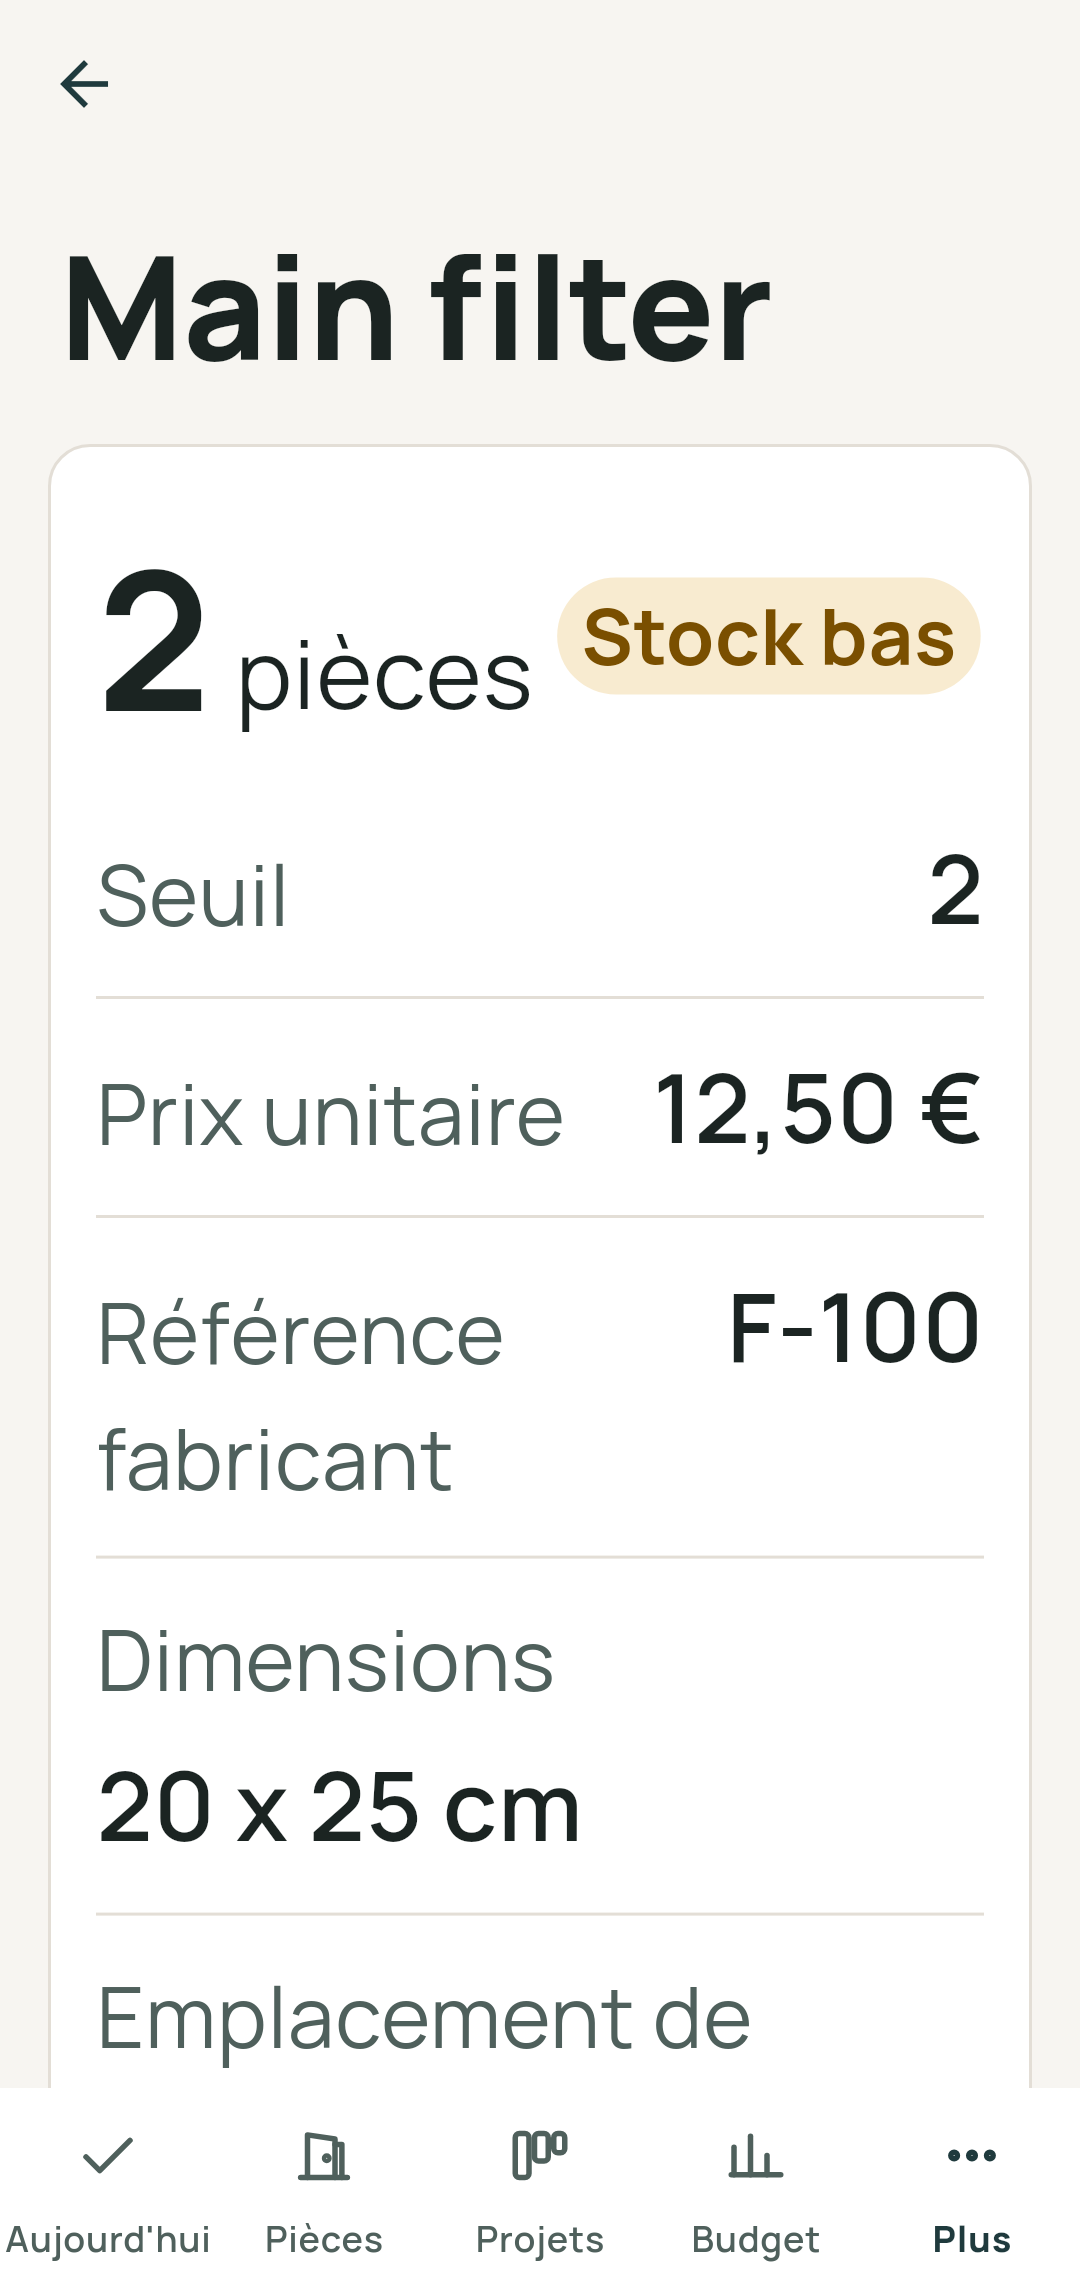 Main filter
2 pièces
Stock bas
Seuil
2
Prix unitaire
12,50 €
Référence
fabricant
F-100
Dimensions
20 x 25 cm
Emplacement de
Aujourd'hui
Pièces
Projets
Budget
Plus